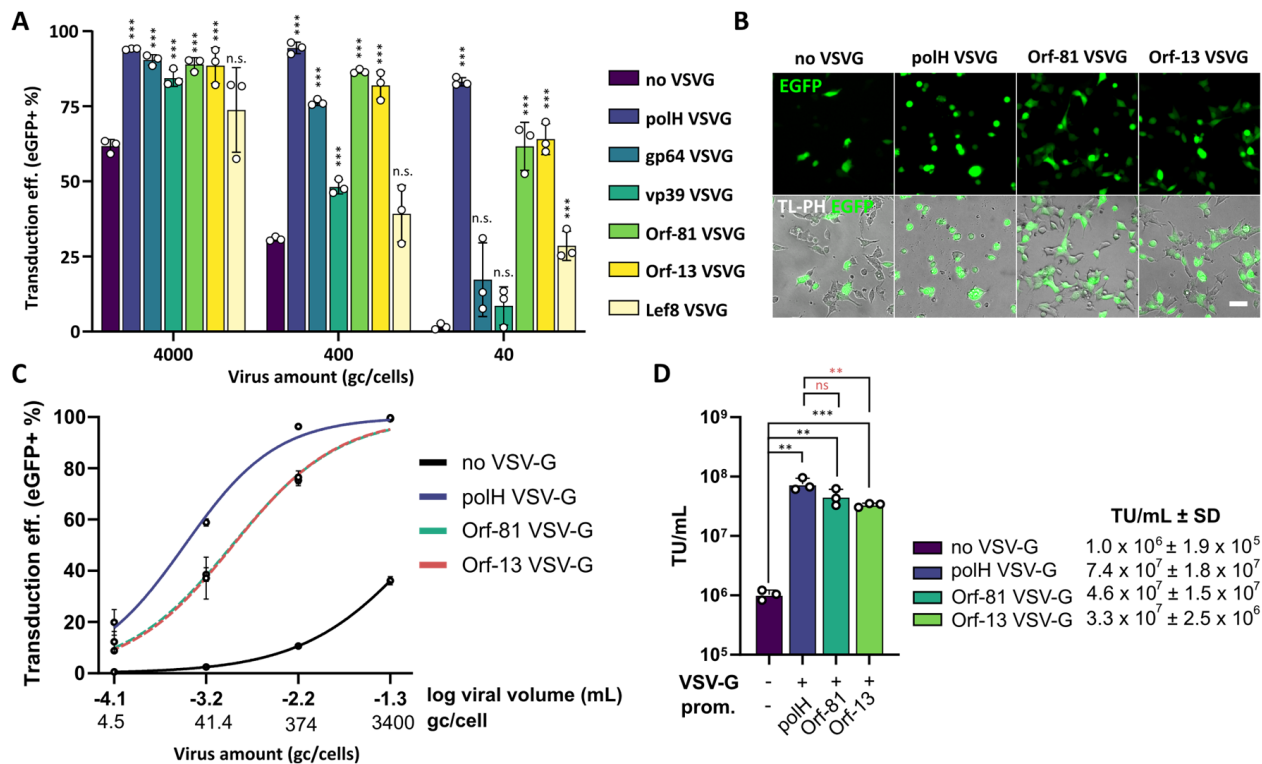 A
Transduction eff. (eGFP+ %)
100
75
50
25
0
***
***
***
***
***
n.s.
***
***
***
***
***
n.s.
***
n.s.
n.s.
***
***
***
4000
400
40
Virus amount (gc/cells)
no VSVG
polH VSVG
gp64 VSVG
vp39 VSVG
Orf-81 VSVG
Orf-13 VSVG
Lef8 VSVG
B
no VSVG polH VSVG Orf-81 VSVG Orf-13 VSVG
EGFP
TL-PH EGFP
C
Transduction eff. (eGFP+ %)
100
80
60
40
20
0
-4.1 -3.2 -2.2 -1.3 log viral volume (mL)
4.5 41.4 374 3400 gc/cell
Virus amount (gc/cells)
no VSV-G
polH VSV-G
Orf-81 VSV-G
Orf-13 VSV-G
D
TU/mL
10⁹
10⁸
10⁷
10⁶
10⁵
**
ns
***
**
**
VSV-G - + + +
prom. - polH Orf-81 Orf-13
TU/mL ± SD
no VSV-G 1.0 x 10⁶ ± 1.9 x 10⁵
polH VSV-G 7.4 x 10⁷ ± 1.8 x 10⁷
Orf-81 VSV-G 4.6 x 10⁷ ± 1.5 x 10⁷
Orf-13 VSV-G 3.3 x 10⁷ ± 2.5 x 10⁶